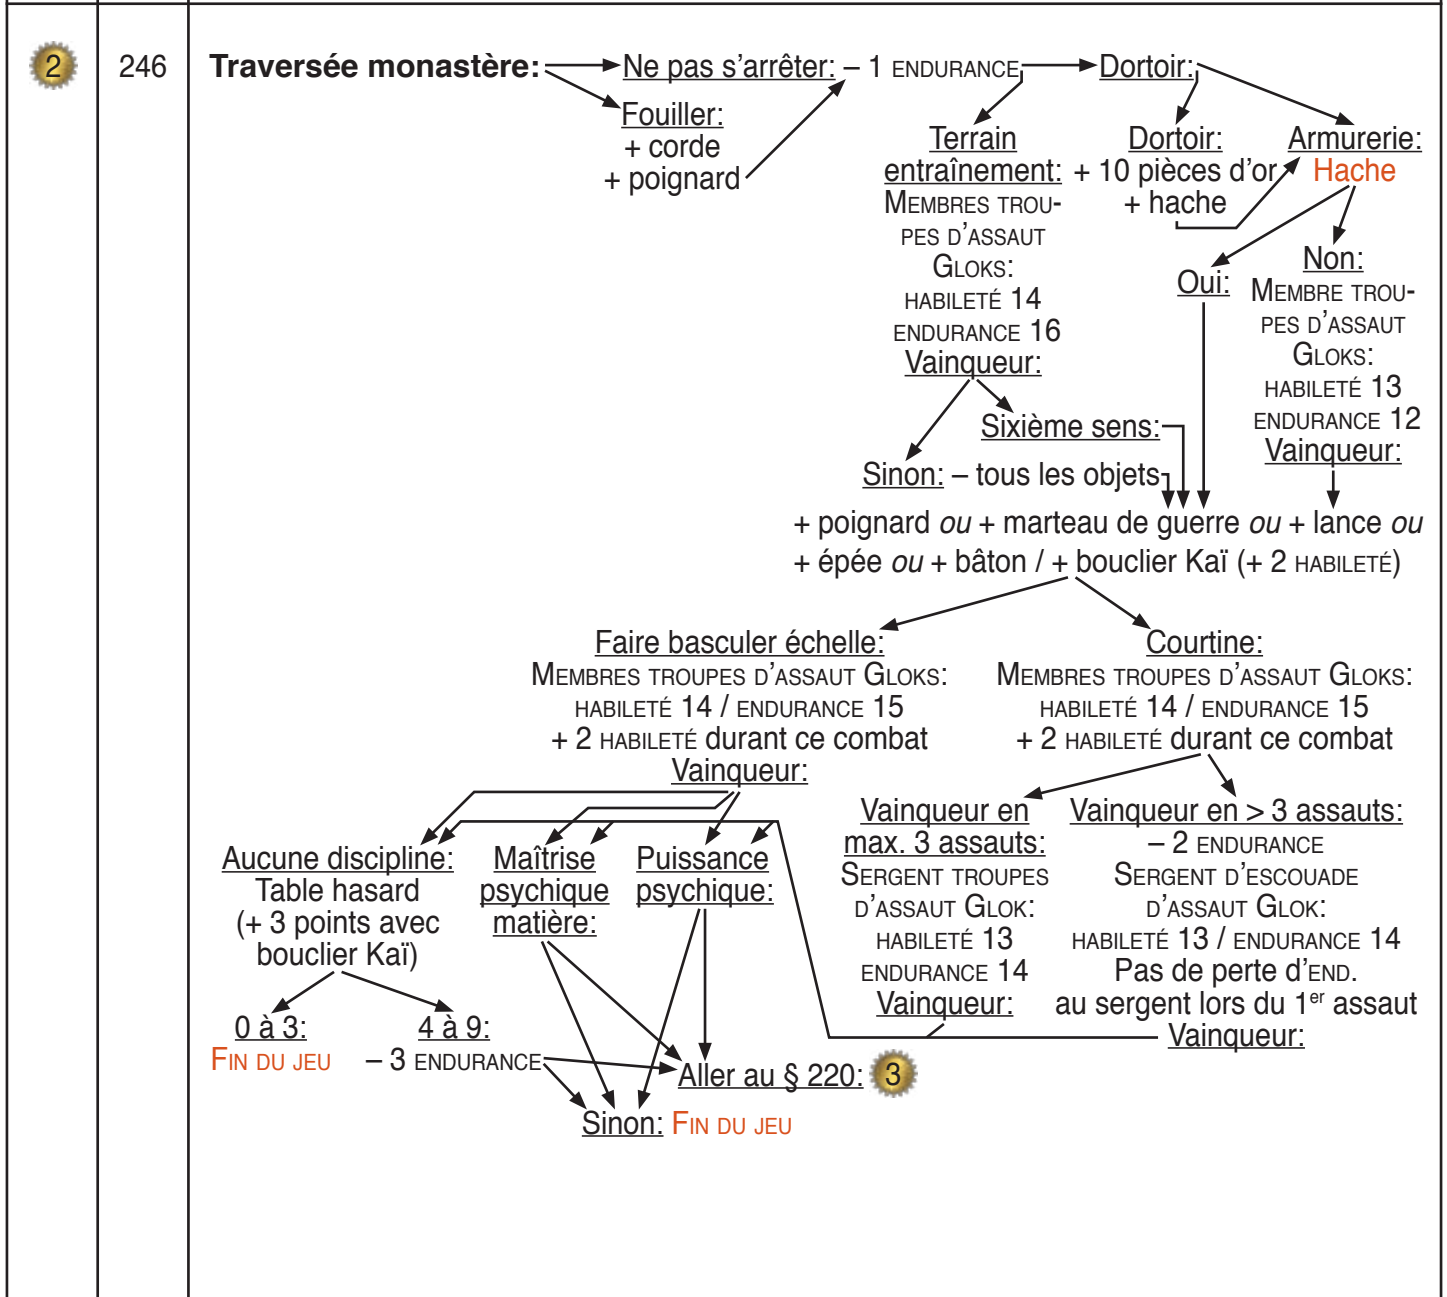 2
246
Traversée monastère:
Ne pas s'arrêter: – 1 ENDURANCE
Dortoir:
Fouiller:
+ corde
+ poignard
Terrain
entraînement:
MEMBRES TROU-
PES D'ASSAUT
GLOKS:
HABILETÉ 14
ENDURANCE 16
Vainqueur:
Dortoir:
+ 10 pièces d'or
+ hache
Armurerie:
Hache
Oui:
Non:
MEMBRE TROU-
PES D'ASSAUT
GLOKS:
HABILETÉ 13
ENDURANCE 12
Vainqueur:
Sixième sens:
Sinon: – tous les objets
+ poignard ou + marteau de guerre ou + lance ou
+ épée ou + bâton / + bouclier Kaï (+ 2 HABILETÉ)
Faire basculer échelle:
MEMBRES TROUPES D'ASSAUT GLOKS:
HABILETÉ 14 / ENDURANCE 15
+ 2 HABILETÉ durant ce combat
Vainqueur:
Courtine:
MEMBRES TROUPES D'ASSAUT GLOKS:
HABILETÉ 14 / ENDURANCE 15
+ 2 HABILETÉ durant ce combat
Aucune discipline:
Table hasard
(+ 3 points avec
bouclier Kaï)
Maîtrise
psychique
matière:
Puissance
psychique:
Vainqueur en
max. 3 assauts:
SERGENT TROUPES
D'ASSAUT GLOK:
HABILETÉ 13
ENDURANCE 14
Vainqueur:
Vainqueur en > 3 assauts:
– 2 ENDURANCE
SERGENT D'ESCOUADE
D'ASSAUT GLOK:
HABILETÉ 13 / ENDURANCE 14
Pas de perte d'END.
au sergent lors du 1er assaut
Vainqueur:
0 à 3:
FIN DU JEU
4 à 9:
– 3 ENDURANCE
Aller au § 220: 3
Sinon: FIN DU JEU